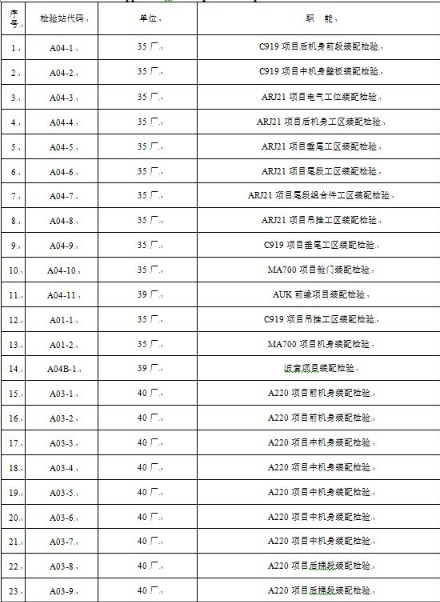 序号 检验站代码 单位 职 能
1. A04-1 35 厂 C919 项目后机身前段装配检验
2. A04-2 35 厂 C919 项目中机身壁板装配检验
3. A04-3 35 厂 ARJ21 项目电气工位装配检验
4. A04-4 35 厂 ARJ21 项目后机身工区装配检验
5. A04-5 35 厂 ARJ21 项目垂尾工区装配检验
6. A04-6 35 厂 ARJ21 项目尾段工区装配检验
7. A04-7 35 厂 ARJ21 项目尾段组合件工区装配检验
8. A04-8 35 厂 ARJ21 项目吊挂工区装配检验
9. A04-9 35 厂 C919 项目垂尾工区装配检验
10. A04-10 35 厂 MA700 项目舱门装配检验
11. A04-11 39 厂 AUK 前缘项目装配检验
12. A01-1 35 厂 C919 项目吊挂工区装配检验
13. A01-2 35 厂 MA700 项目机身装配检验
14. A04B-1 39 厂 波音项目装配检验
15. A03-1 40 厂 A220 项目前机身装配检验
16. A03-2 40 厂 A220 项目前机身装配检验
17. A03-3 40 厂 A220 项目中机身装配检验
18. A03-4 40 厂 A220 项目中机身装配检验
19. A03-5 40 厂 A220 项目中机身装配检验
20. A03-6 40 厂 A220 项目中机身装配检验
21. A03-7 40 厂 A220 项目中机身装配检验
22. A03-8 40 厂 A220 项目后梯段装配检验
23. A03-9 40 厂 A220 项目后梯段装配检验